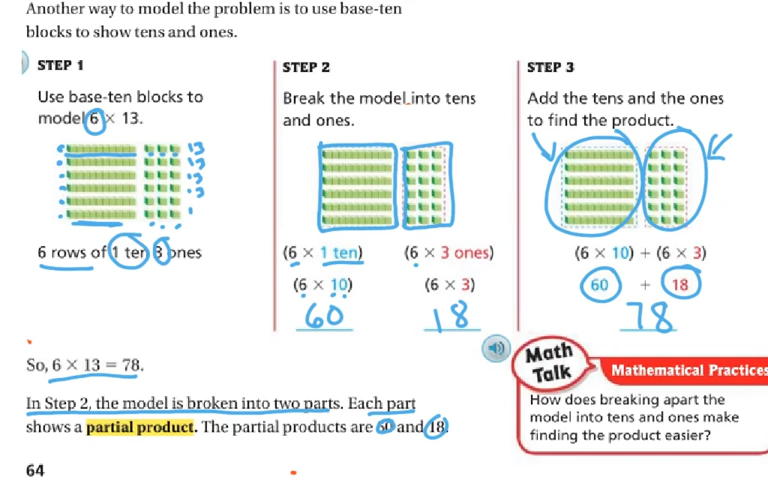 Another way to model the problem is to use base-ten
blocks to show tens and ones.
STEP 1
Use base-ten blocks to
model 6 × 13.
13
13
13
13
6 rows of 1 ten 3 ones
STEP 2
Break the model into tens
and ones.
(6 × 1 ten) (6 × 3 ones)
(6 × 10) (6 × 3)
60 18
STEP 3
Add the tens and the ones
to find the product.
(6 × 10) + (6 × 3)
60 + 18
78
So, 6 × 13 = 78.
In Step 2, the model is broken into two parts. Each part
shows a partial product. The partial products are 60 and 18.
Math
Talk
Mathematical Practices
How does breaking apart the
model into tens and ones make
finding the product easier?
64